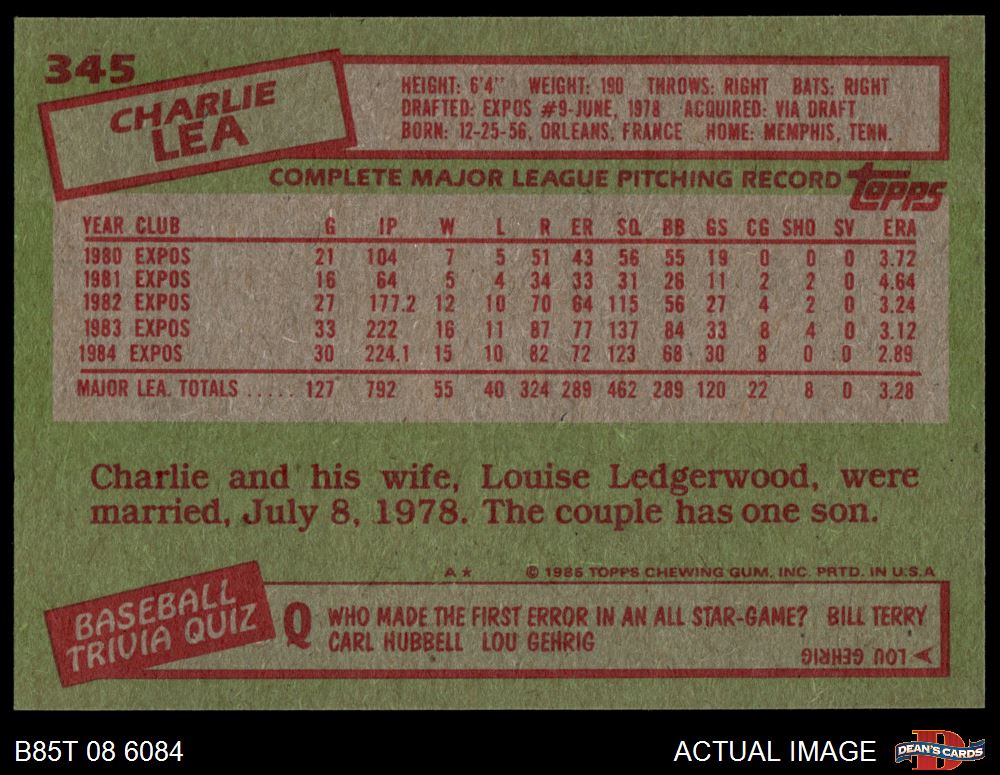 345
CHARLIE
LEA
HEIGHT: 6'4" WEIGHT: 190 THROWS: RIGHT BATS: RIGHT
DRAFTED: EXPOS #9-JUNE, 1978 ACQUIRED: VIA DRAFT
BORN: 12-25-56, ORLEANS, FRANCE HOME: MEMPHIS, TENN.
COMPLETE MAJOR LEAGUE PITCHING RECORD topps
YEAR CLUB G IP W L R ER SO BB GS CG SHO SV ERA
1980 EXPOS 21 104 7 5 51 43 56 55 19 0 0 0 3.72
1981 EXPOS 16 64 5 4 34 33 31 26 11 2 2 0 4.64
1982 EXPOS 27 177.2 12 10 70 64 115 56 27 4 2 0 3.24
1983 EXPOS 33 222 16 11 87 77 137 84 33 8 4 0 3.12
1984 EXPOS 30 224.1 15 10 82 72 123 68 30 8 0 0 2.89
MAJOR LEA. TOTALS ..... 127 792 55 40 324 289 462 289 120 22 8 0 3.28
Charlie and his wife, Louise Ledgerwood, were
married, July 8, 1978. The couple has one son.
A★ © 1985 TOPPS CHEWING GUM, INC. PRTD. IN U.S.A.
BASEBALL
TRIVIA QUIZ
Q WHO MADE THE FIRST ERROR IN AN ALL STAR-GAME? BILL TERRY
CARL HUBBELL LOU GEHRIG
LOU GEHRIG
B85T 08 6084
ACTUAL IMAGE
DEAN'S CARDS